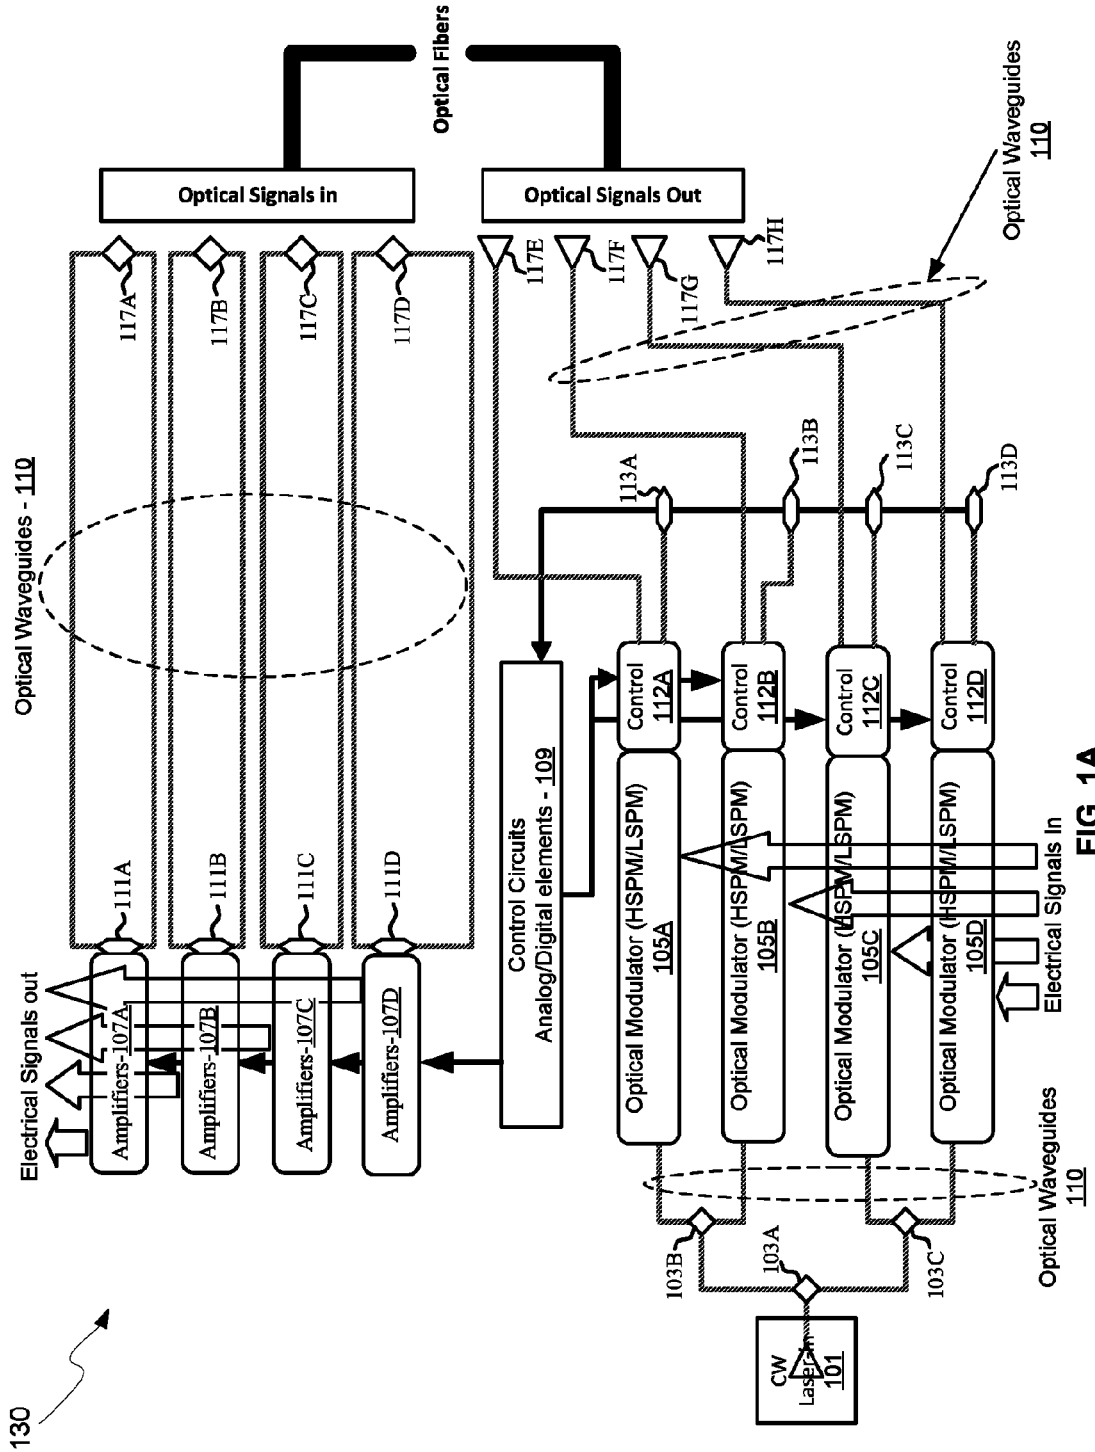 130
Electrical Signals out
Amplifiers-107A
Amplifiers-107B
Amplifiers-107C
Amplifiers-107D
111A
111B
111C
111D
Optical Waveguides - 110
117A
117B
117C
117D
Optical Signals in
Optical Fibers
Optical Signals Out
117E
117F
117G
117H
Optical Waveguides
110
Control Circuits
Analog/Digital elements - 109
113A
113B
113C
113D
Control
112A
Control
112B
Control
112C
Control
112D
Optical Modulator (HSPM/LSPM)
105A
Optical Modulator (HSPM/LSPM)
105B
Optical Modulator (HSPM/LSPM)
105C
Optical Modulator (HSPM/LSPM)
105D
Electrical Signals In
103B
103A
103C
Optical Waveguides
110
CW
Laser-In
101
FIG. 1A